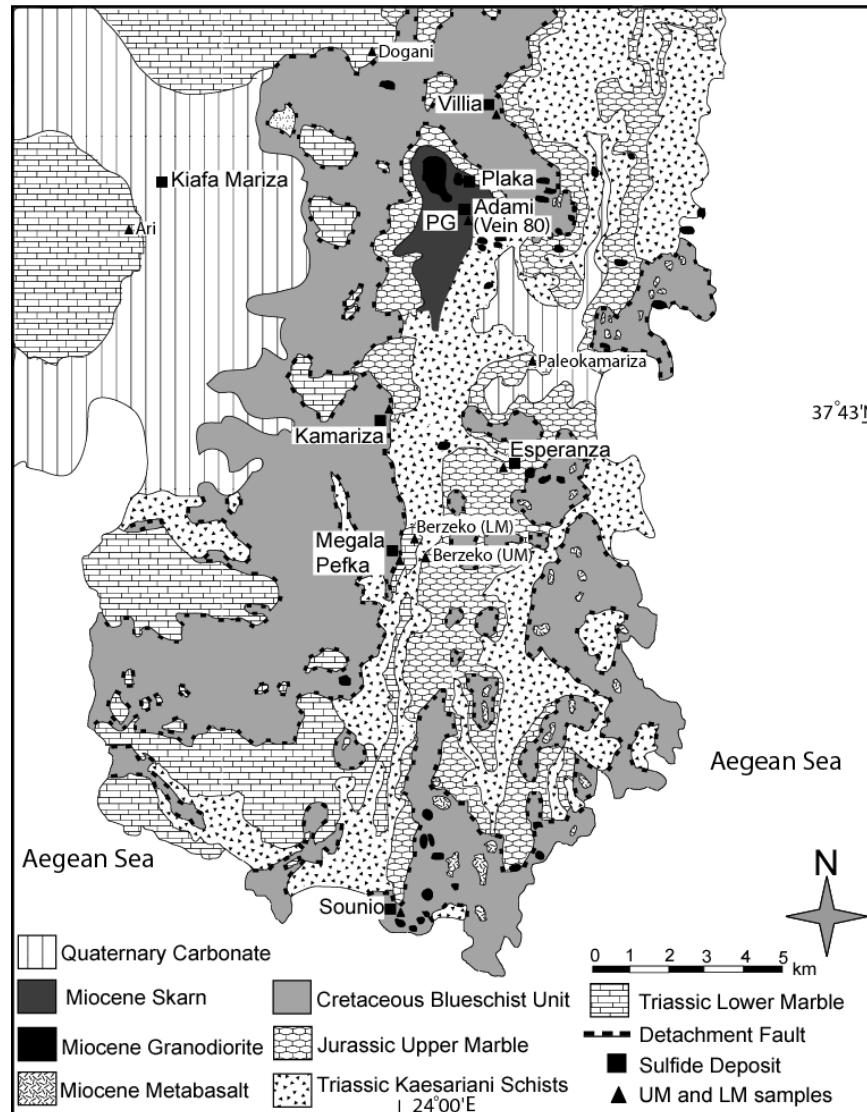 Dogani
Villia
Kiafa Mariza
Plaka
Ari
PG
Adami
(Vein 80)
Paleokamariza
37°43'N
Kamariza
Esperanza
Berzeko (LM)
Megala
Pefka
Berzeko (UM)
Aegean Sea
Aegean Sea
N
Sounio
Quaternary Carbonate
Miocene Skarn
Miocene Granodiorite
Miocene Metabasalt
Cretaceous Blueschist Unit
Jurassic Upper Marble
Triassic Kaesariani Schists
24°00'E
0 1 2 3 4 5
km
Triassic Lower Marble
Detachment Fault
Sulfide Deposit
UM and LM samples